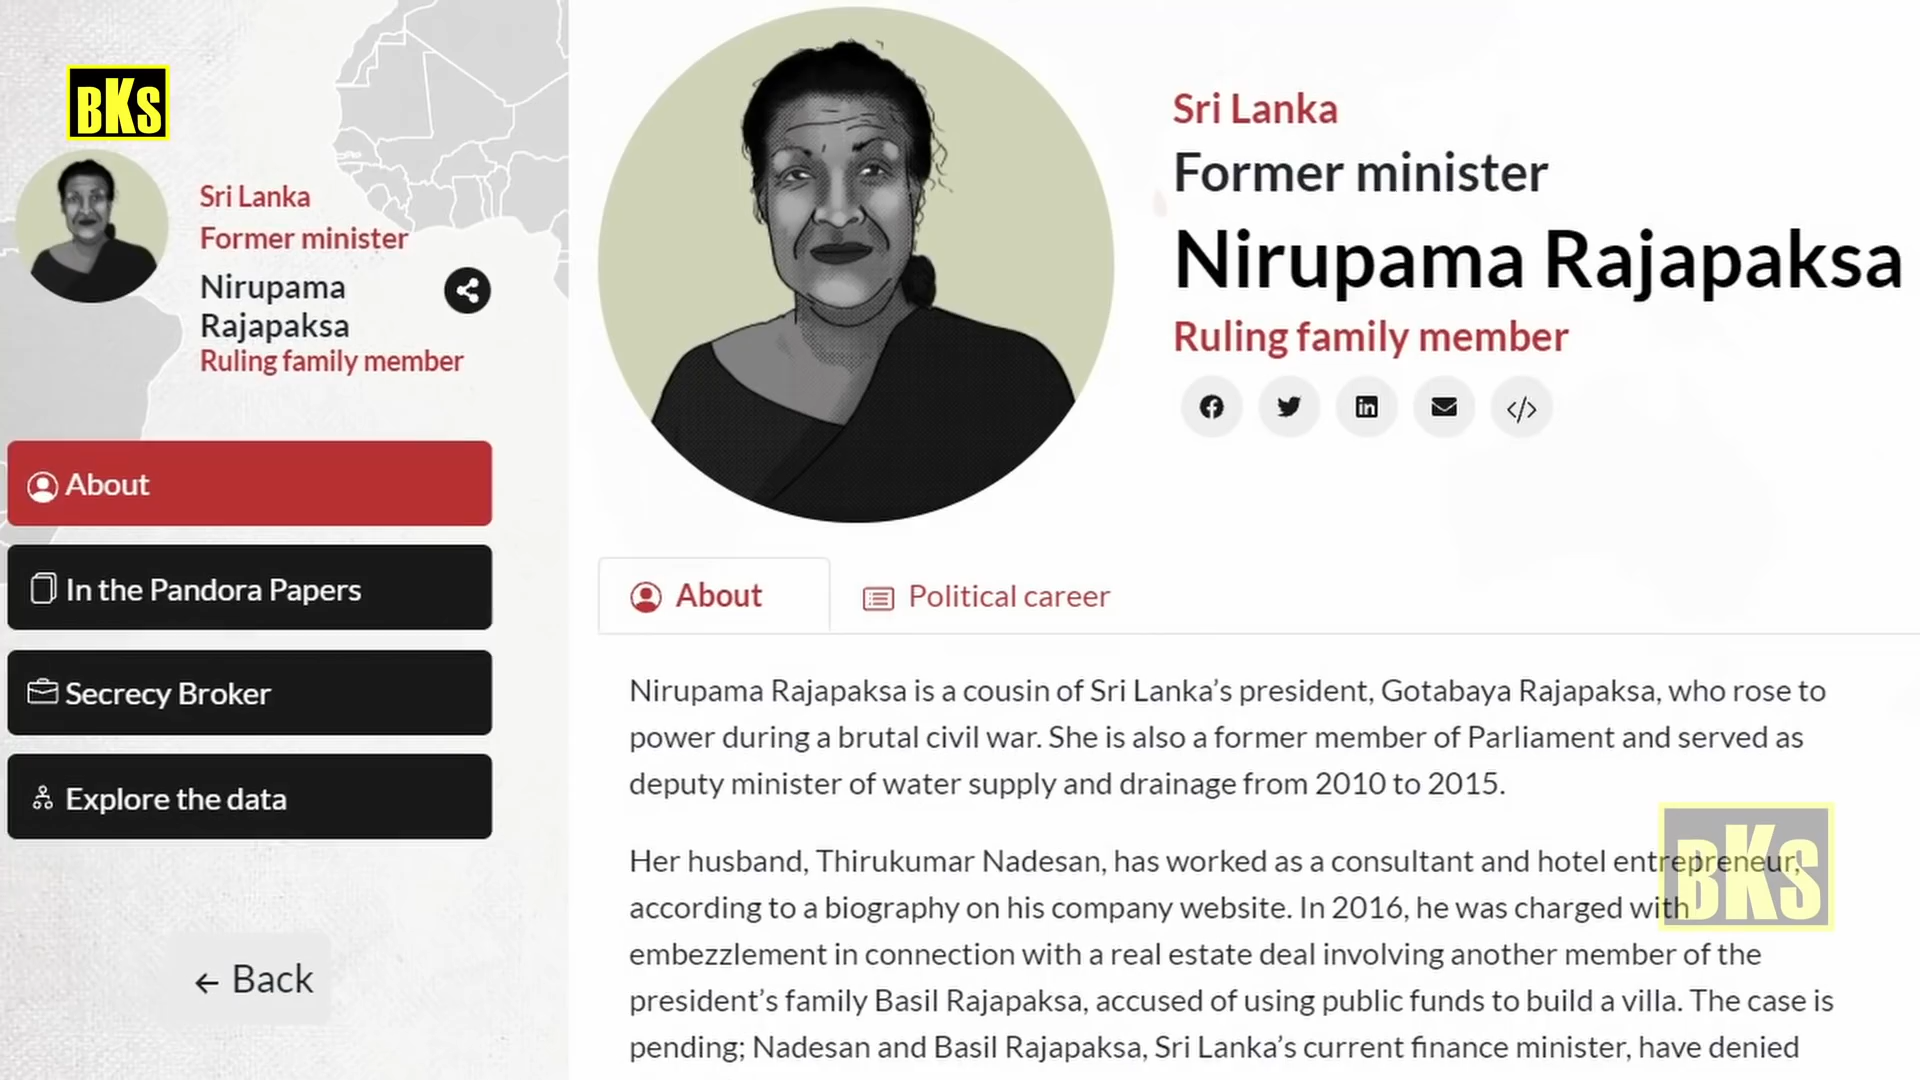 BKS
Sri Lanka
Former minister
Nirupama
Rajapaksa
Ruling family member
About
In the Pandora Papers
Secrecy Broker
Explore the data
← Back
Sri Lanka
Former minister
Nirupama Rajapaksa
Ruling family member
About
Political career
Nirupama Rajapaksa is a cousin of Sri Lanka’s president, Gotabaya Rajapaksa, who rose to
power during a brutal civil war. She is also a former member of Parliament and served as
deputy minister of water supply and drainage from 2010 to 2015.
Her husband, Thirukumar Nadesan, has worked as a consultant and hotel entrepreneur,
according to a biography on his company website. In 2016, he was charged with
embezzlement in connection with a real estate deal involving another member of the
president’s family Basil Rajapaksa, accused of using public funds to build a villa. The case is
pending; Nadesan and Basil Rajapaksa, Sri Lanka’s current finance minister, have denied
BKS